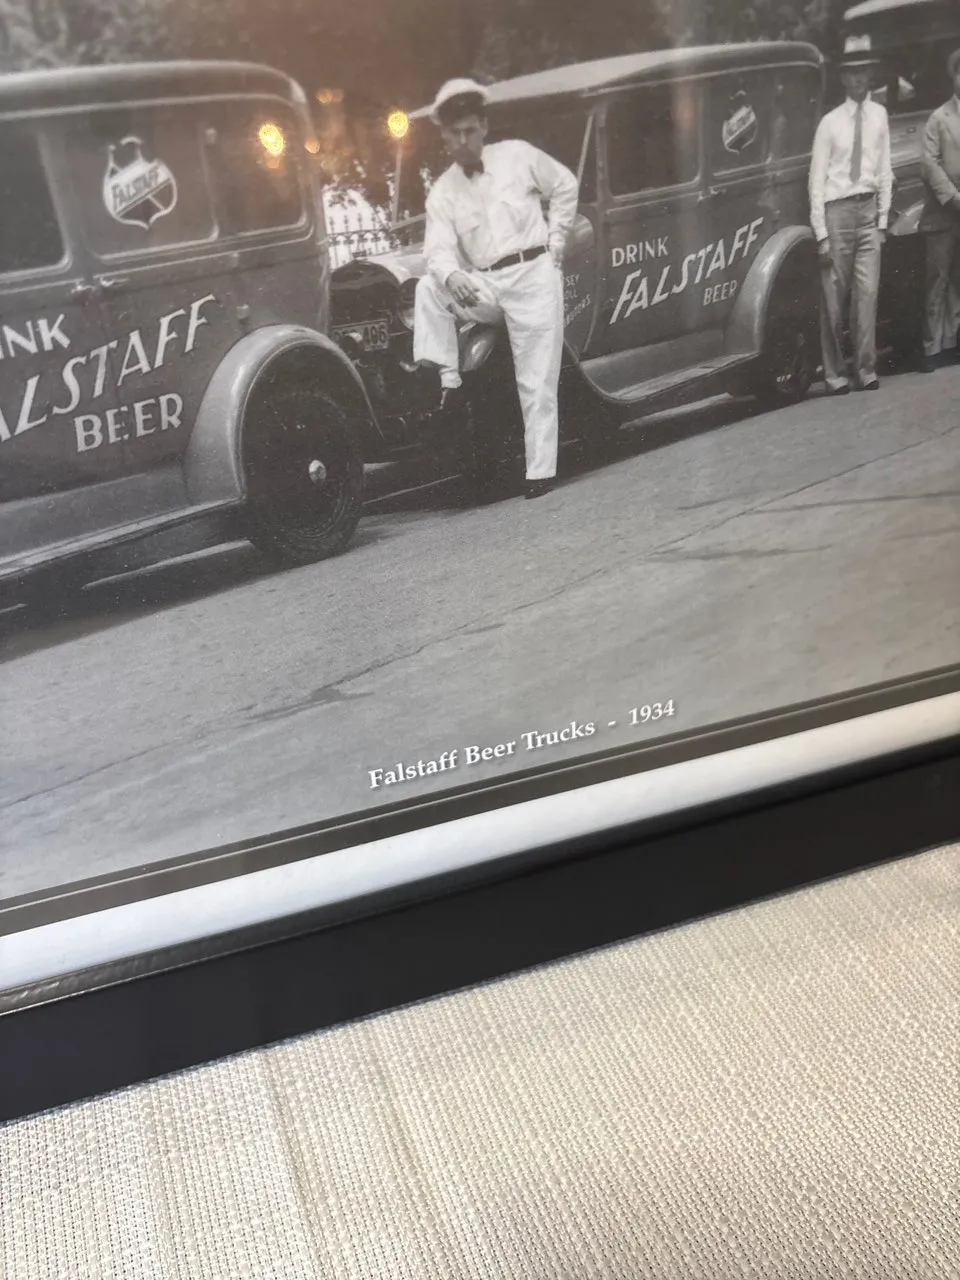 FALSTAFF
INK
ALSTAFF
BEER
DRINK
FALSTAFF
BEER
Falstaff Beer Trucks - 1934